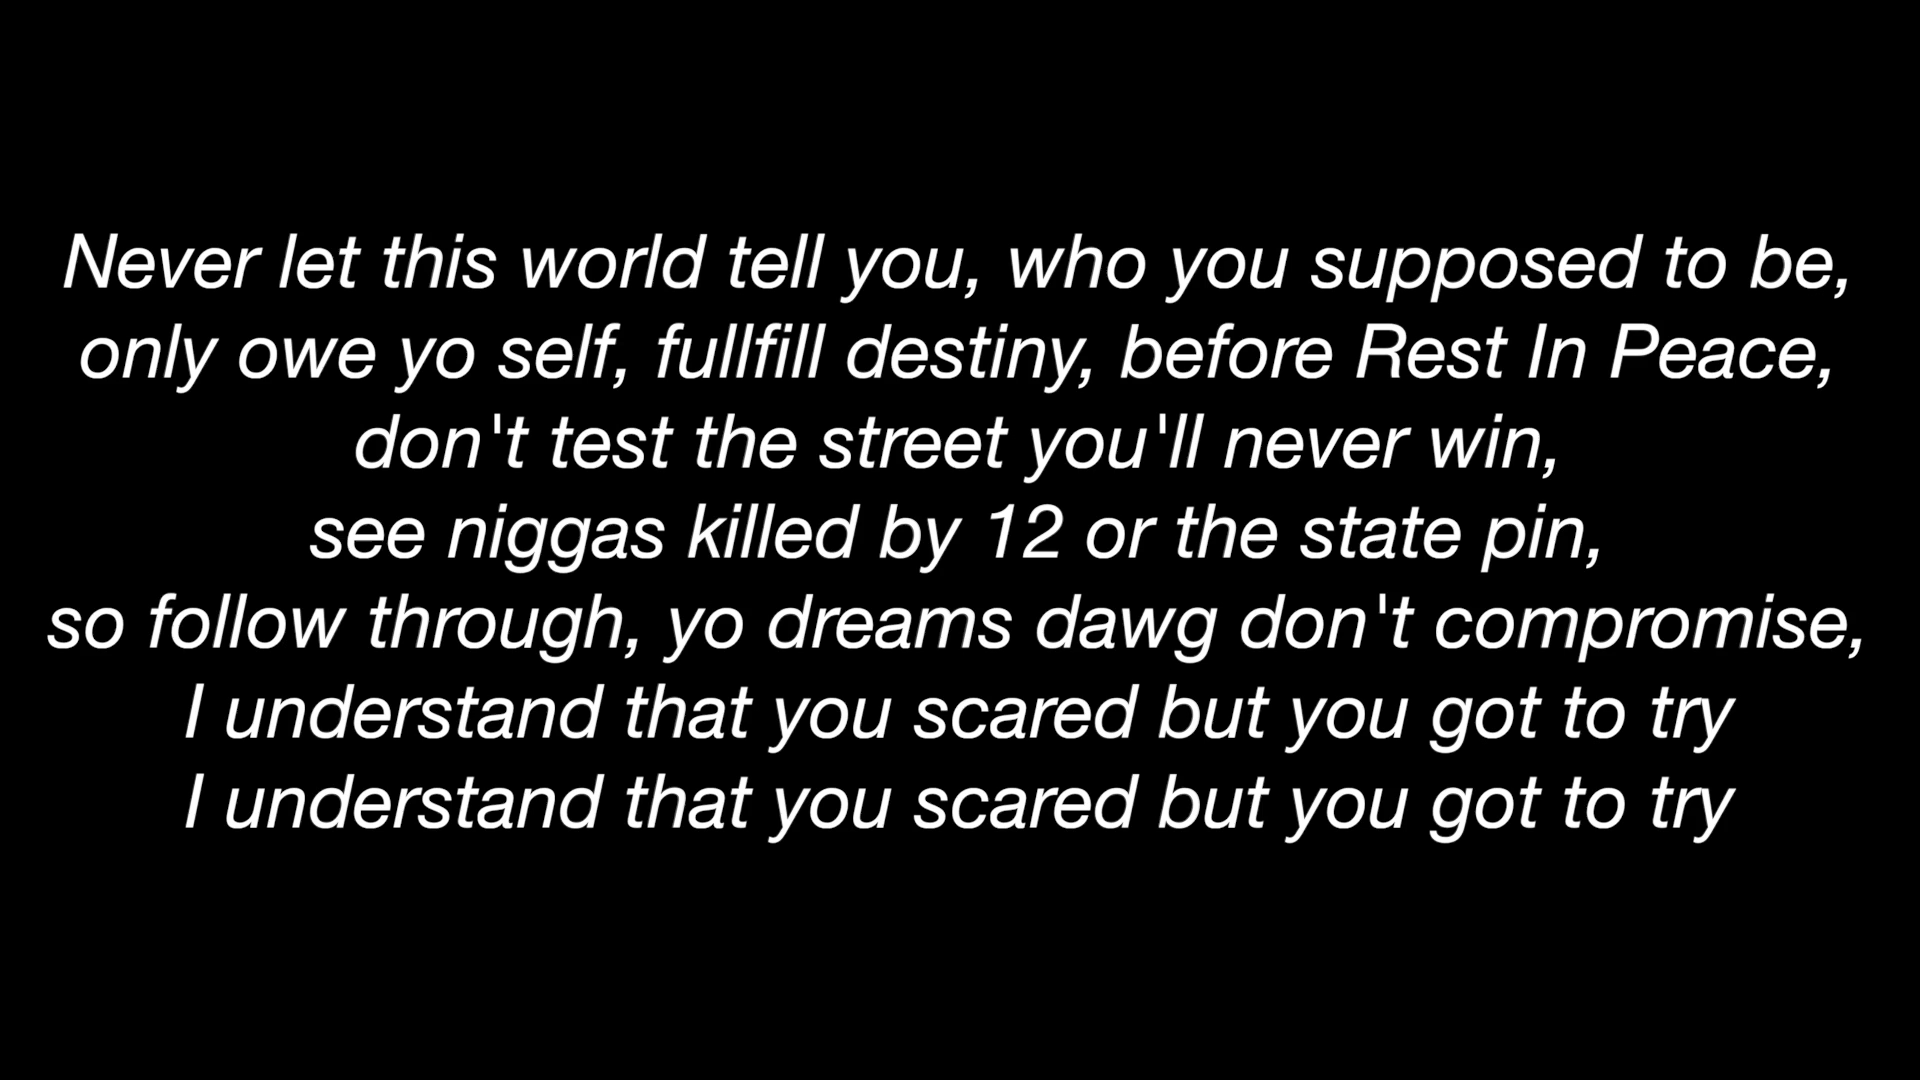 Never let this world tell you, who you supposed to be,
only owe yo self, fullfill destiny, before Rest In Peace,
don't test the street you'll never win,
see niggas killed by 12 or the state pin,
so follow through, yo dreams dawg don't compromise,
I understand that you scared but you got to try
I understand that you scared but you got to try